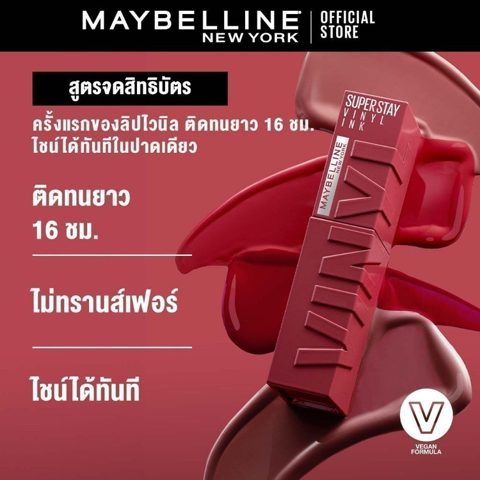 MAYBELLINE
NEW YORK
OFFICIAL
STORE
สูตรจดสิทธิบัตร
ครั้งแรกของลิปไวนิล ติดทนยาว 16 ชม.
ไชน์ได้ทันทีในปาดเดียว
ติดทนยาว
16 ชม.
ไม่ทรานส์เฟอร์
ไชน์ได้ทันที
SUPER STAY
VINYL
INK
MAYBELLINE
NEW YORK
VINYL
V
VEGAN
FORMULA